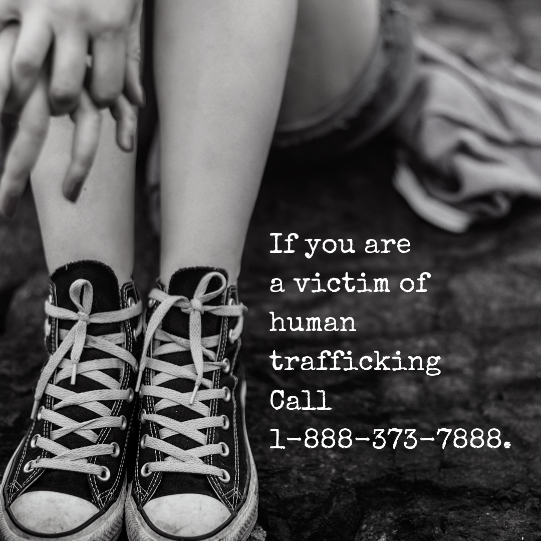 If you are
a victim of
human
trafficking
Call
1-888-373-7888.